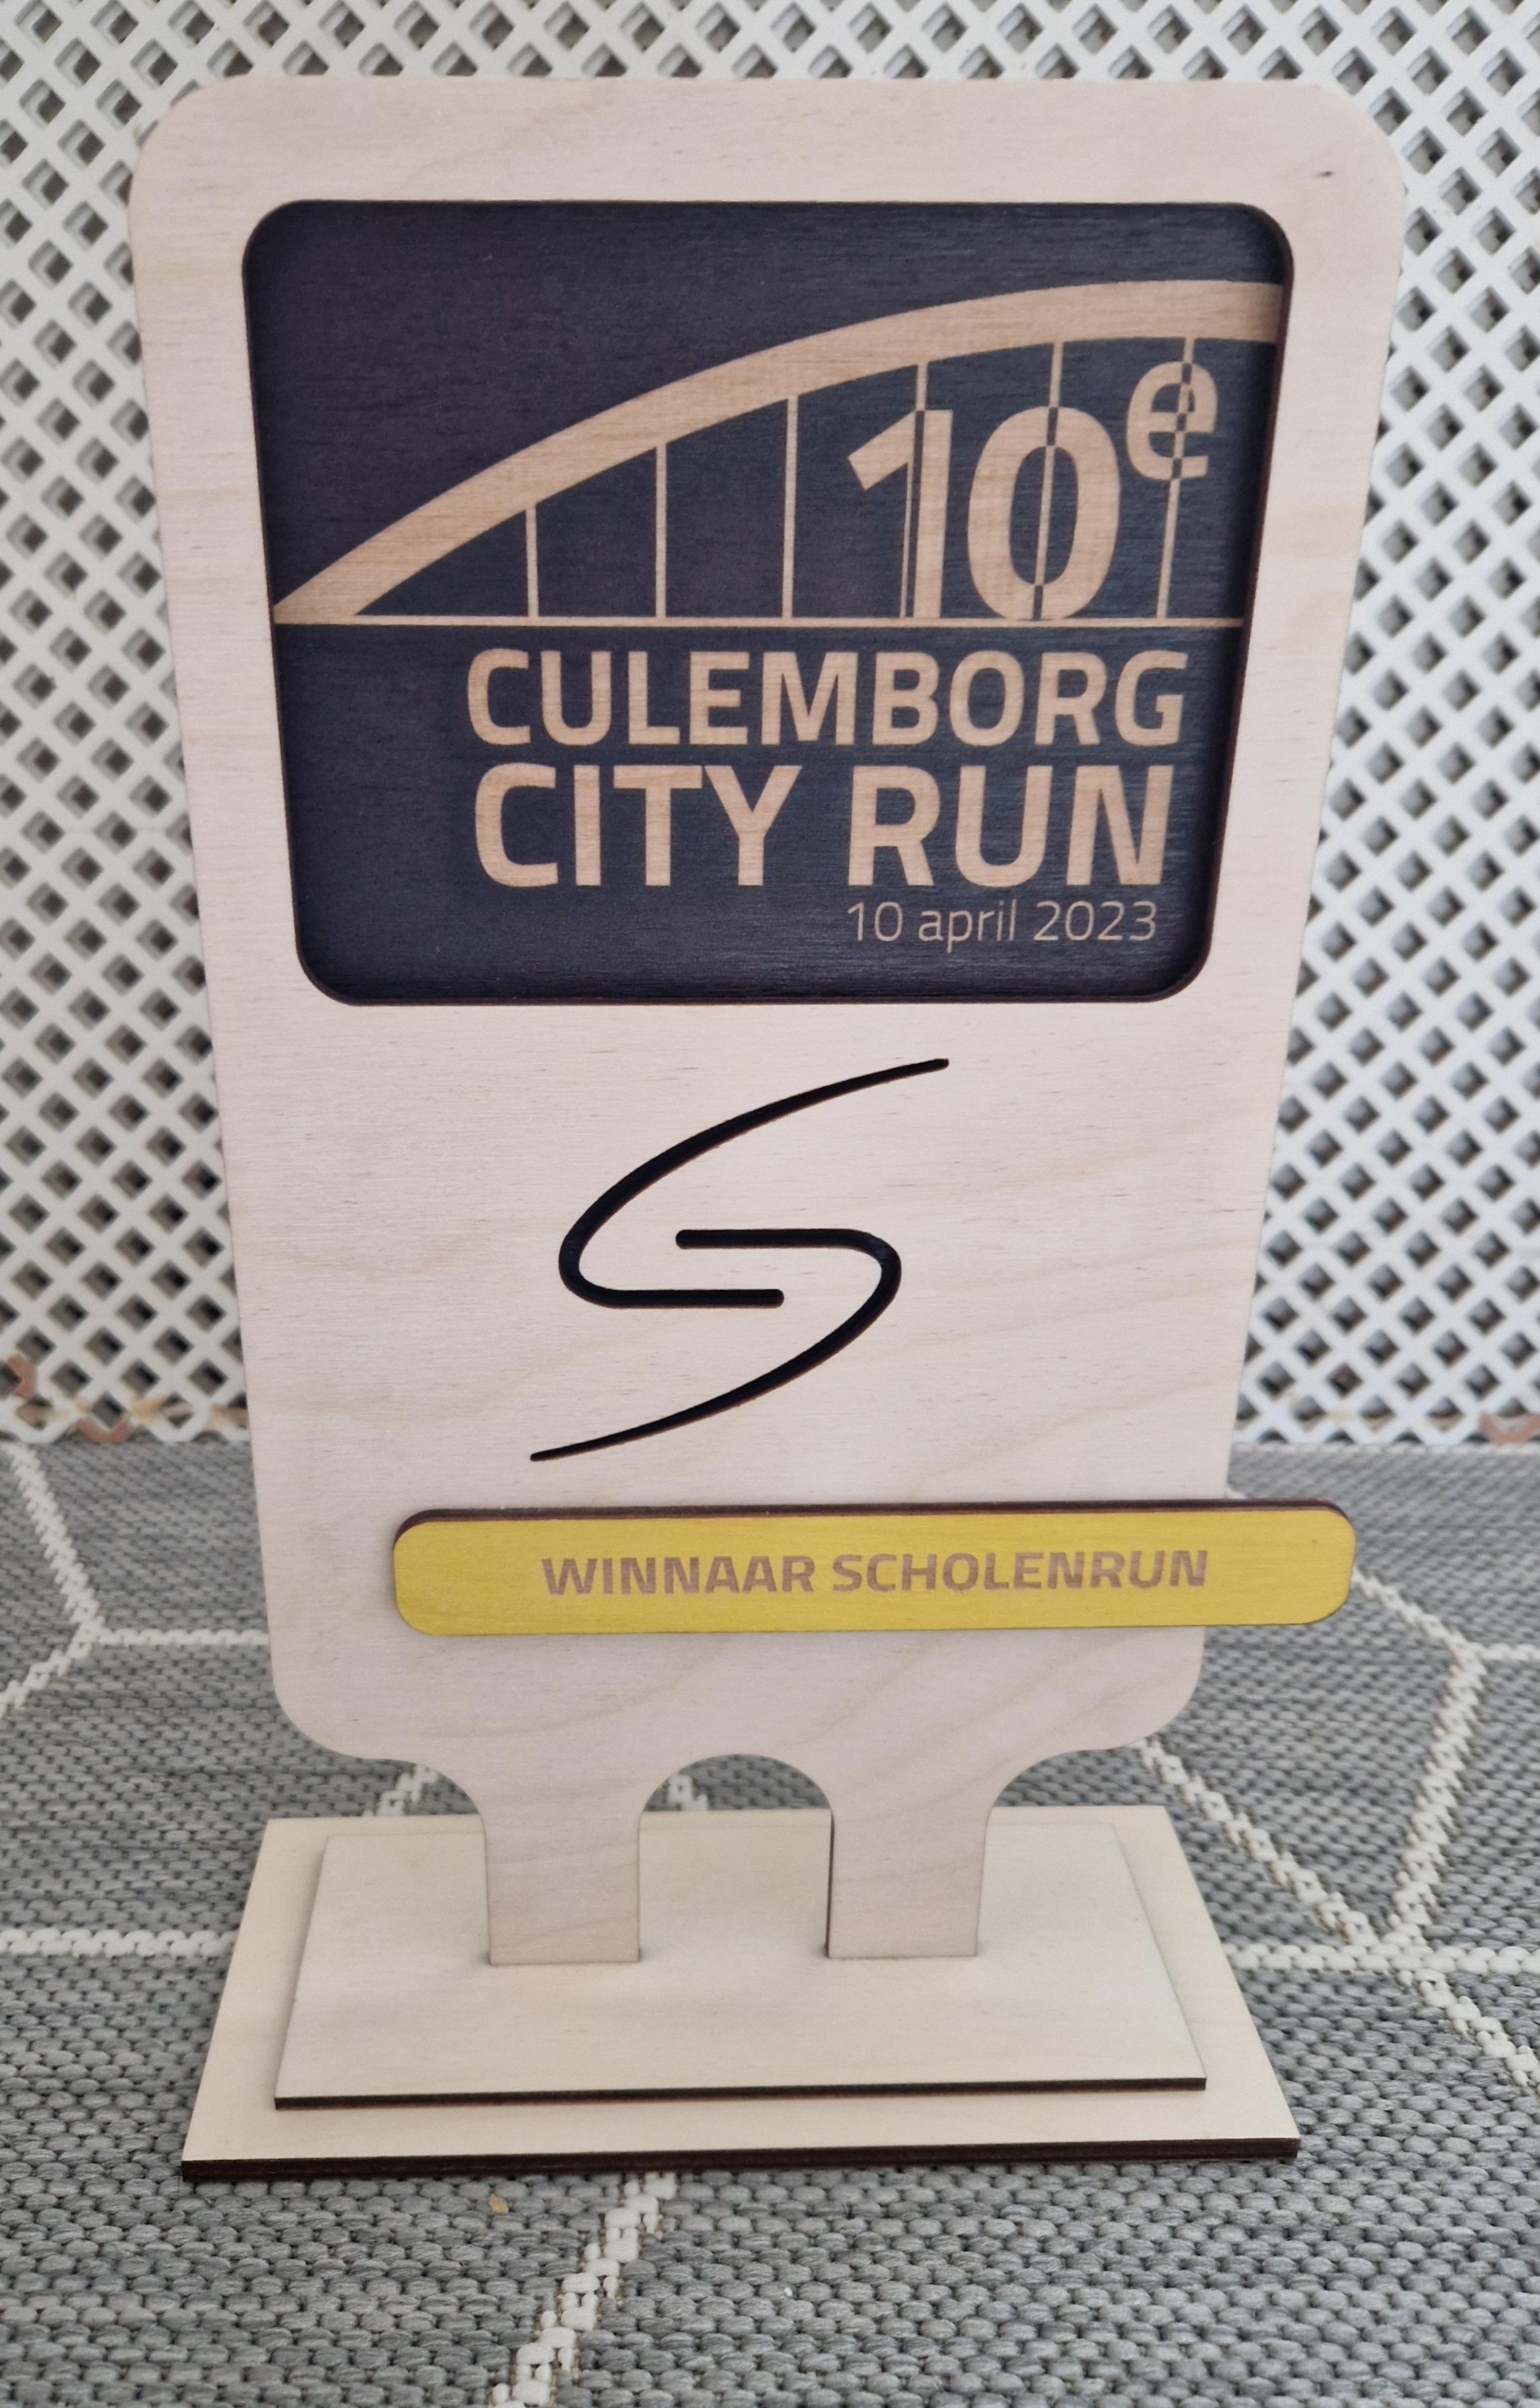 10e
CULEMBORG
CITY RUN
10 april 2023
WINNAAR SCHOLENRUN